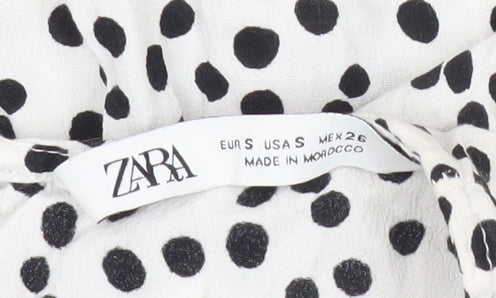 ZARA
EUR S USA S MEX 26
MADE IN MOROCCO